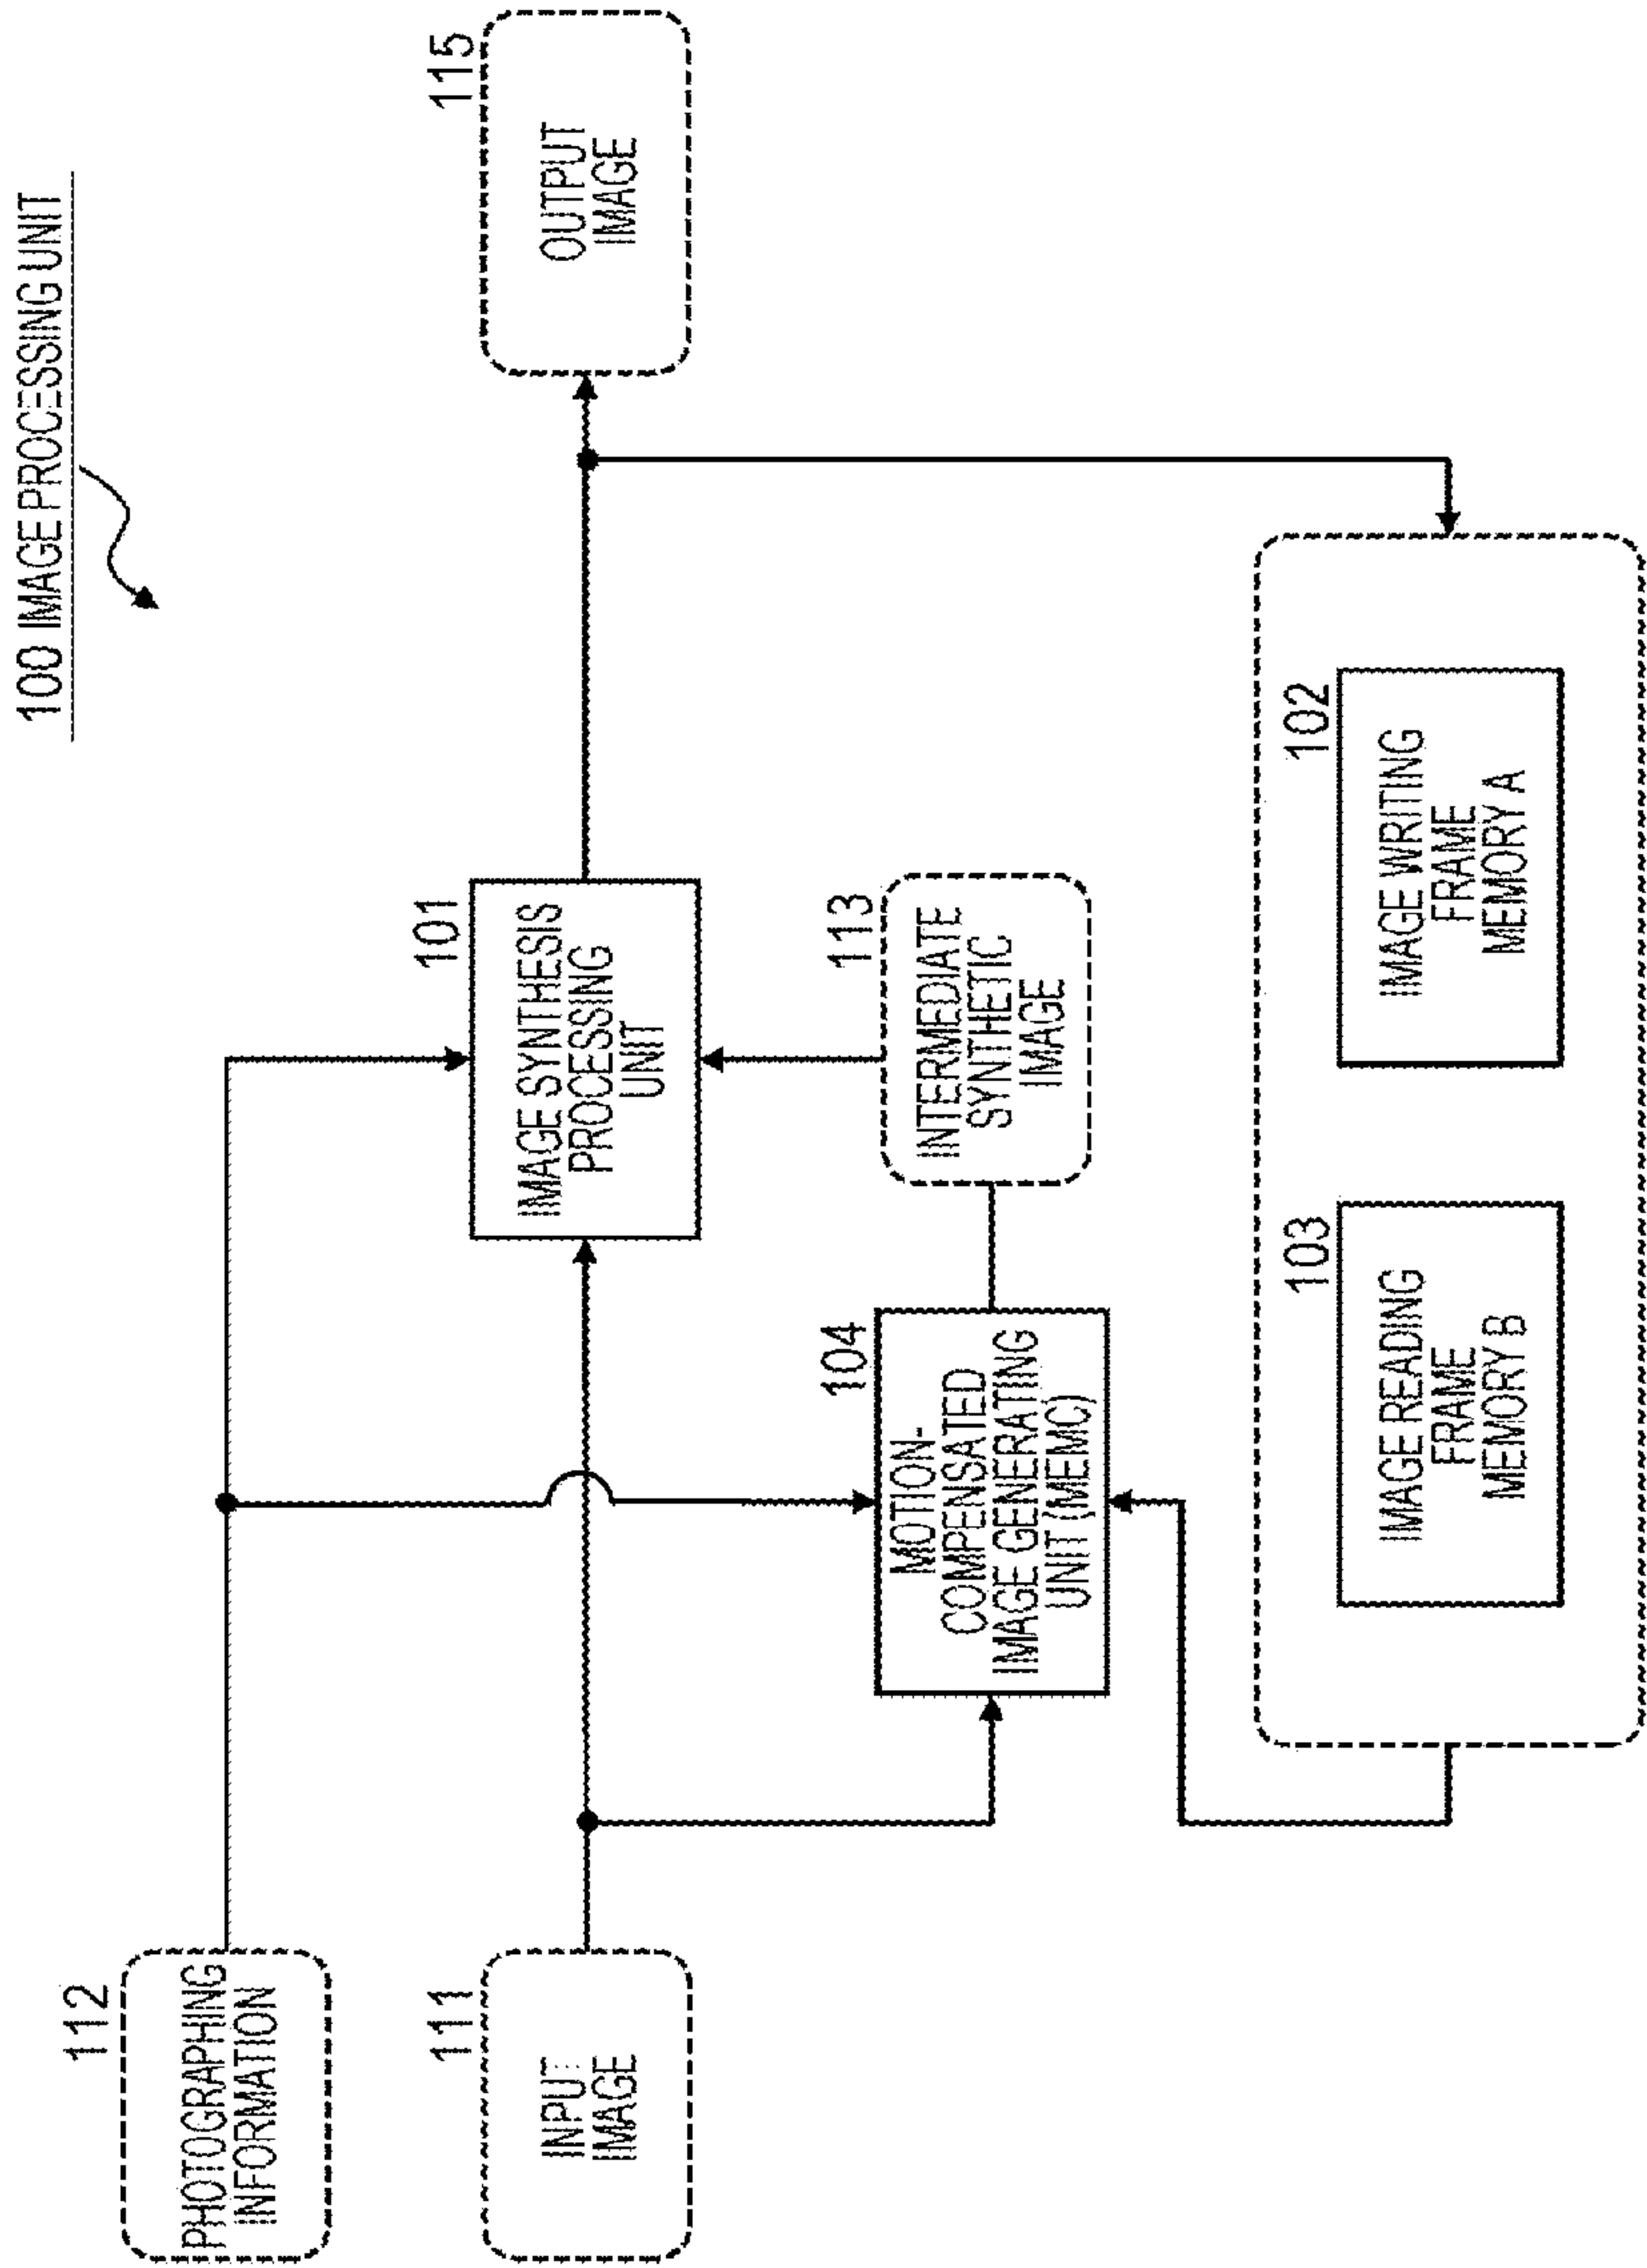 100 IMAGE PROCESSING UNIT
112
PHOTOGRAPHING
INFORMATION
111
INPUT
IMAGE
101
IMAGE SYNTHESIS
PROCESSING
UNIT
115
OUTPUT
IMAGE
104
MOTION-
COMPENSATED
IMAGE GENERATING
UNIT (MEMC)
113
INTERMEDIATE
SYNTHETIC
IMAGE
103
IMAGE READING
FRAME
MEMORY B
102
IMAGE WRITING
FRAME
MEMORY A